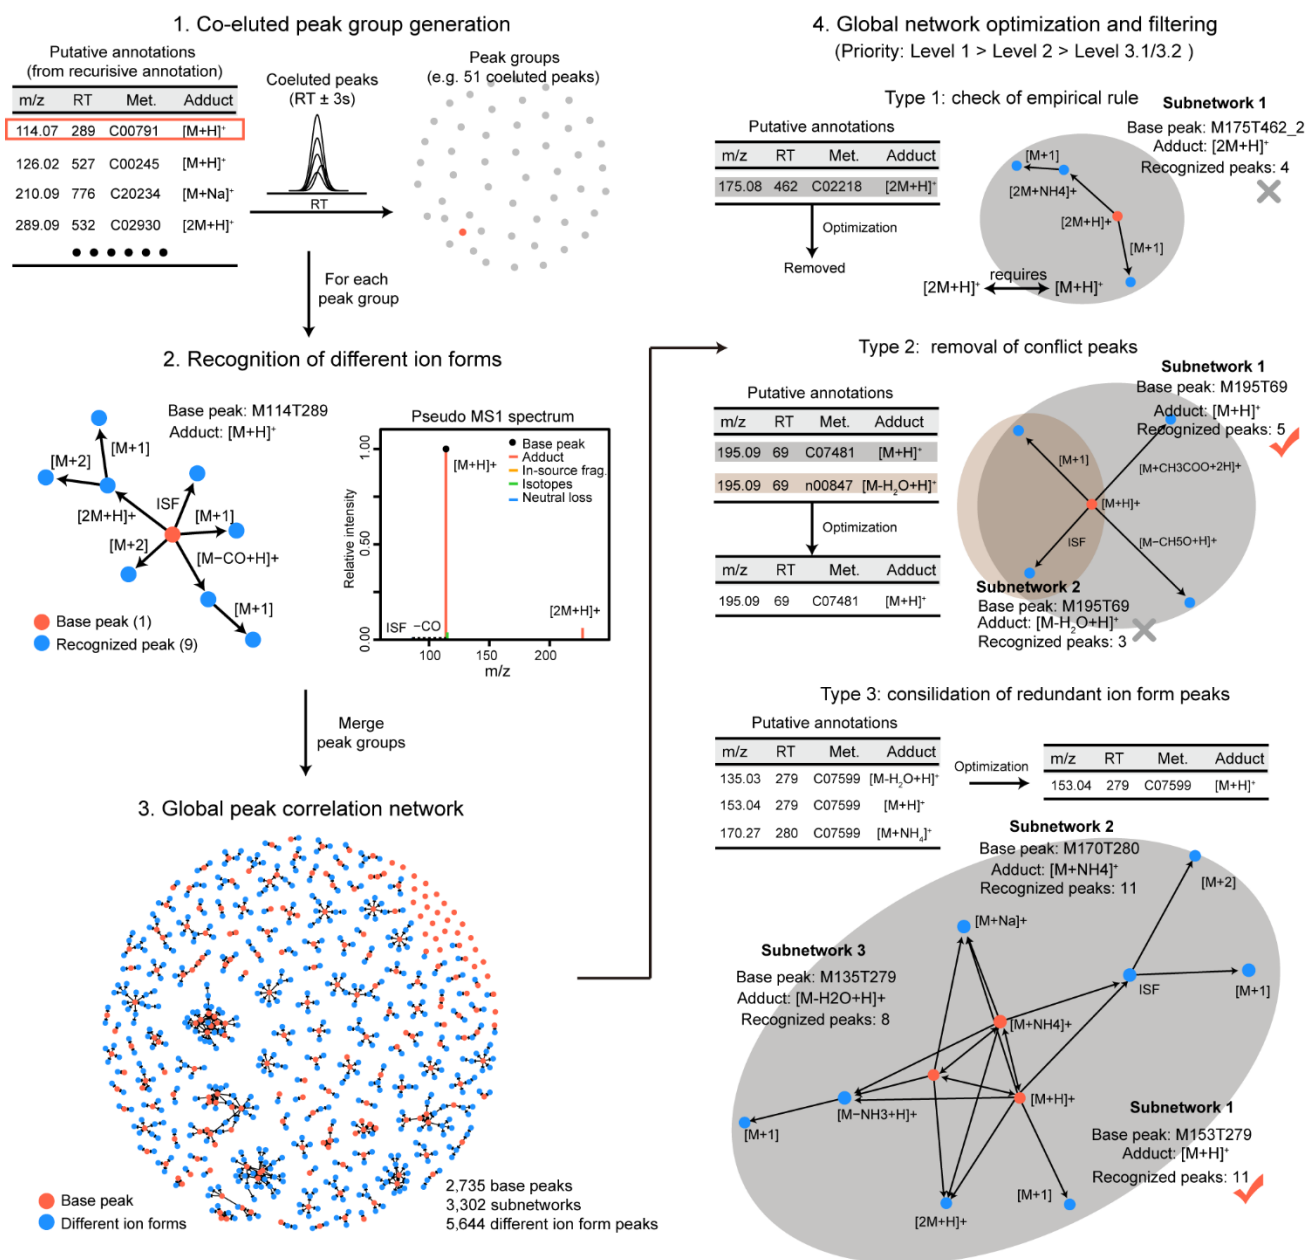 1. Co-eluted peak group generation
Putative annotations
(from recurisive annotation)
m/z RT Met. Adduct
114.07 289 C00791 [M+H]⁺
126.02 527 C00245 [M+H]⁺
210.09 776 C20234 [M+Na]⁺
289.09 532 C02930 [2M+H]⁺
Coeluted peaks
(RT ± 3s)
RT
Peak groups
(e.g. 51 coeluted peaks)
For each
peak group
2. Recognition of different ion forms
Base peak: M114T289
Adduct: [M+H]⁺
[M+1]
[M+2]
ISF
[2M+H]+
[M+1]
[M+2]
[M−CO+H]+
[M+1]
Base peak (1)
Recognized peak (9)
Pseudo MS1 spectrum
Base peak
Adduct
In-source frag.
Isotopes
Neutral loss
[M+H]+
[2M+H]+
ISF −CO
Relative intensity
1.00
0.50
0.00
100 150 200
m/z
Merge
peak groups
3. Global peak correlation network
Base peak
Different ion forms
2,735 base peaks
3,302 subnetworks
5,644 different ion form peaks
4. Global network optimization and filtering
(Priority: Level 1 > Level 2 > Level 3.1/3.2 )
Type 1: check of empirical rule
Putative annotations
m/z RT Met. Adduct
175.08 462 C02218 [2M+H]⁺
Optimization
Removed
Subnetwork 1
Base peak: M175T462_2
Adduct: [2M+H]⁺
Recognized peaks: 4
[M+1]
[2M+NH4]+
[2M+H]+
[M+1]
[2M+H]⁺ requires [M+H]⁺
Type 2: removal of conflict peaks
Putative annotations
m/z RT Met. Adduct
195.09 69 C07481 [M+H]⁺
195.09 69 n00847 [M-H₂O+H]⁺
Optimization
m/z RT Met. Adduct
195.09 69 C07481 [M+H]⁺
Subnetwork 1
Base peak: M195T69
Adduct: [M+H]⁺
Recognized peaks: 5
[M+1]
[M+CH3COO+2H]+
[M+H]+
ISF
[M−CH5O+H]+
Subnetwork 2
Base peak: M195T69
Adduct: [M-H₂O+H]⁺
Recognized peaks: 3
Type 3: consilidation of redundant ion form peaks
Putative annotations
m/z RT Met. Adduct
135.03 279 C07599 [M-H₂O+H]⁺
153.04 279 C07599 [M+H]⁺
170.27 280 C07599 [M+NH₄]⁺
Optimization
m/z RT Met. Adduct
153.04 279 C07599 [M+H]⁺
Subnetwork 2
Base peak: M170T280
Adduct: [M+NH4]⁺
Recognized peaks: 11
Subnetwork 3
Base peak: M135T279
Adduct: [M-H2O+H]+
Recognized peaks: 8
[M+2]
[M+Na]+
ISF
[M+1]
[M+NH4]+
[M+H]+
[M−NH3+H]+
[M+1]
Subnetwork 1
Base peak: M153T279
Adduct: [M+H]⁺
Recognized peaks: 11
[M+1]
[2M+H]+